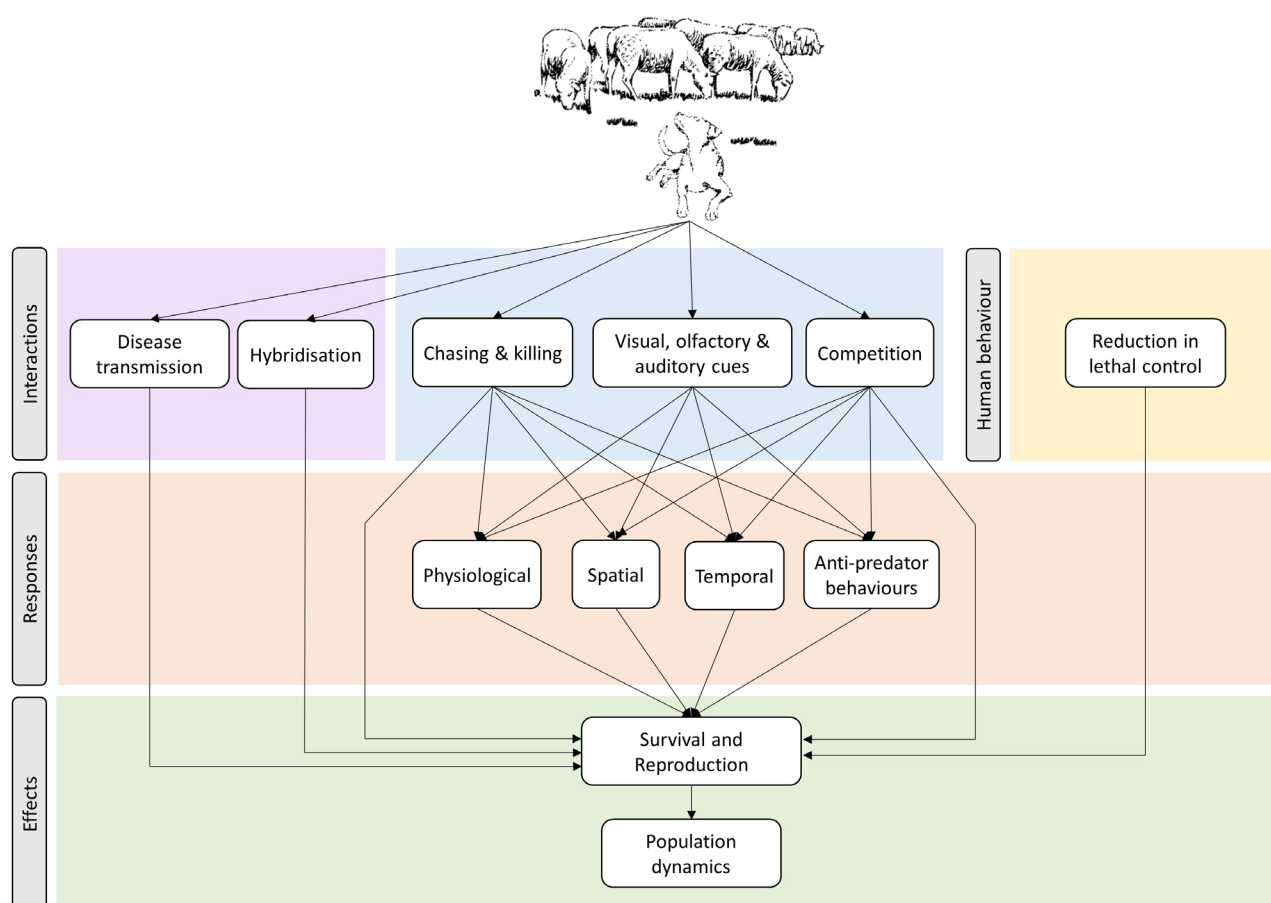 Interactions
Disease
transmission
Hybridisation
Chasing & killing
Visual, olfactory &
auditory cues
Competition
Human behaviour
Reduction in
lethal control
Responses
Physiological
Spatial
Temporal
Anti-predator
behaviours
Effects
Survival and
Reproduction
Population
dynamics